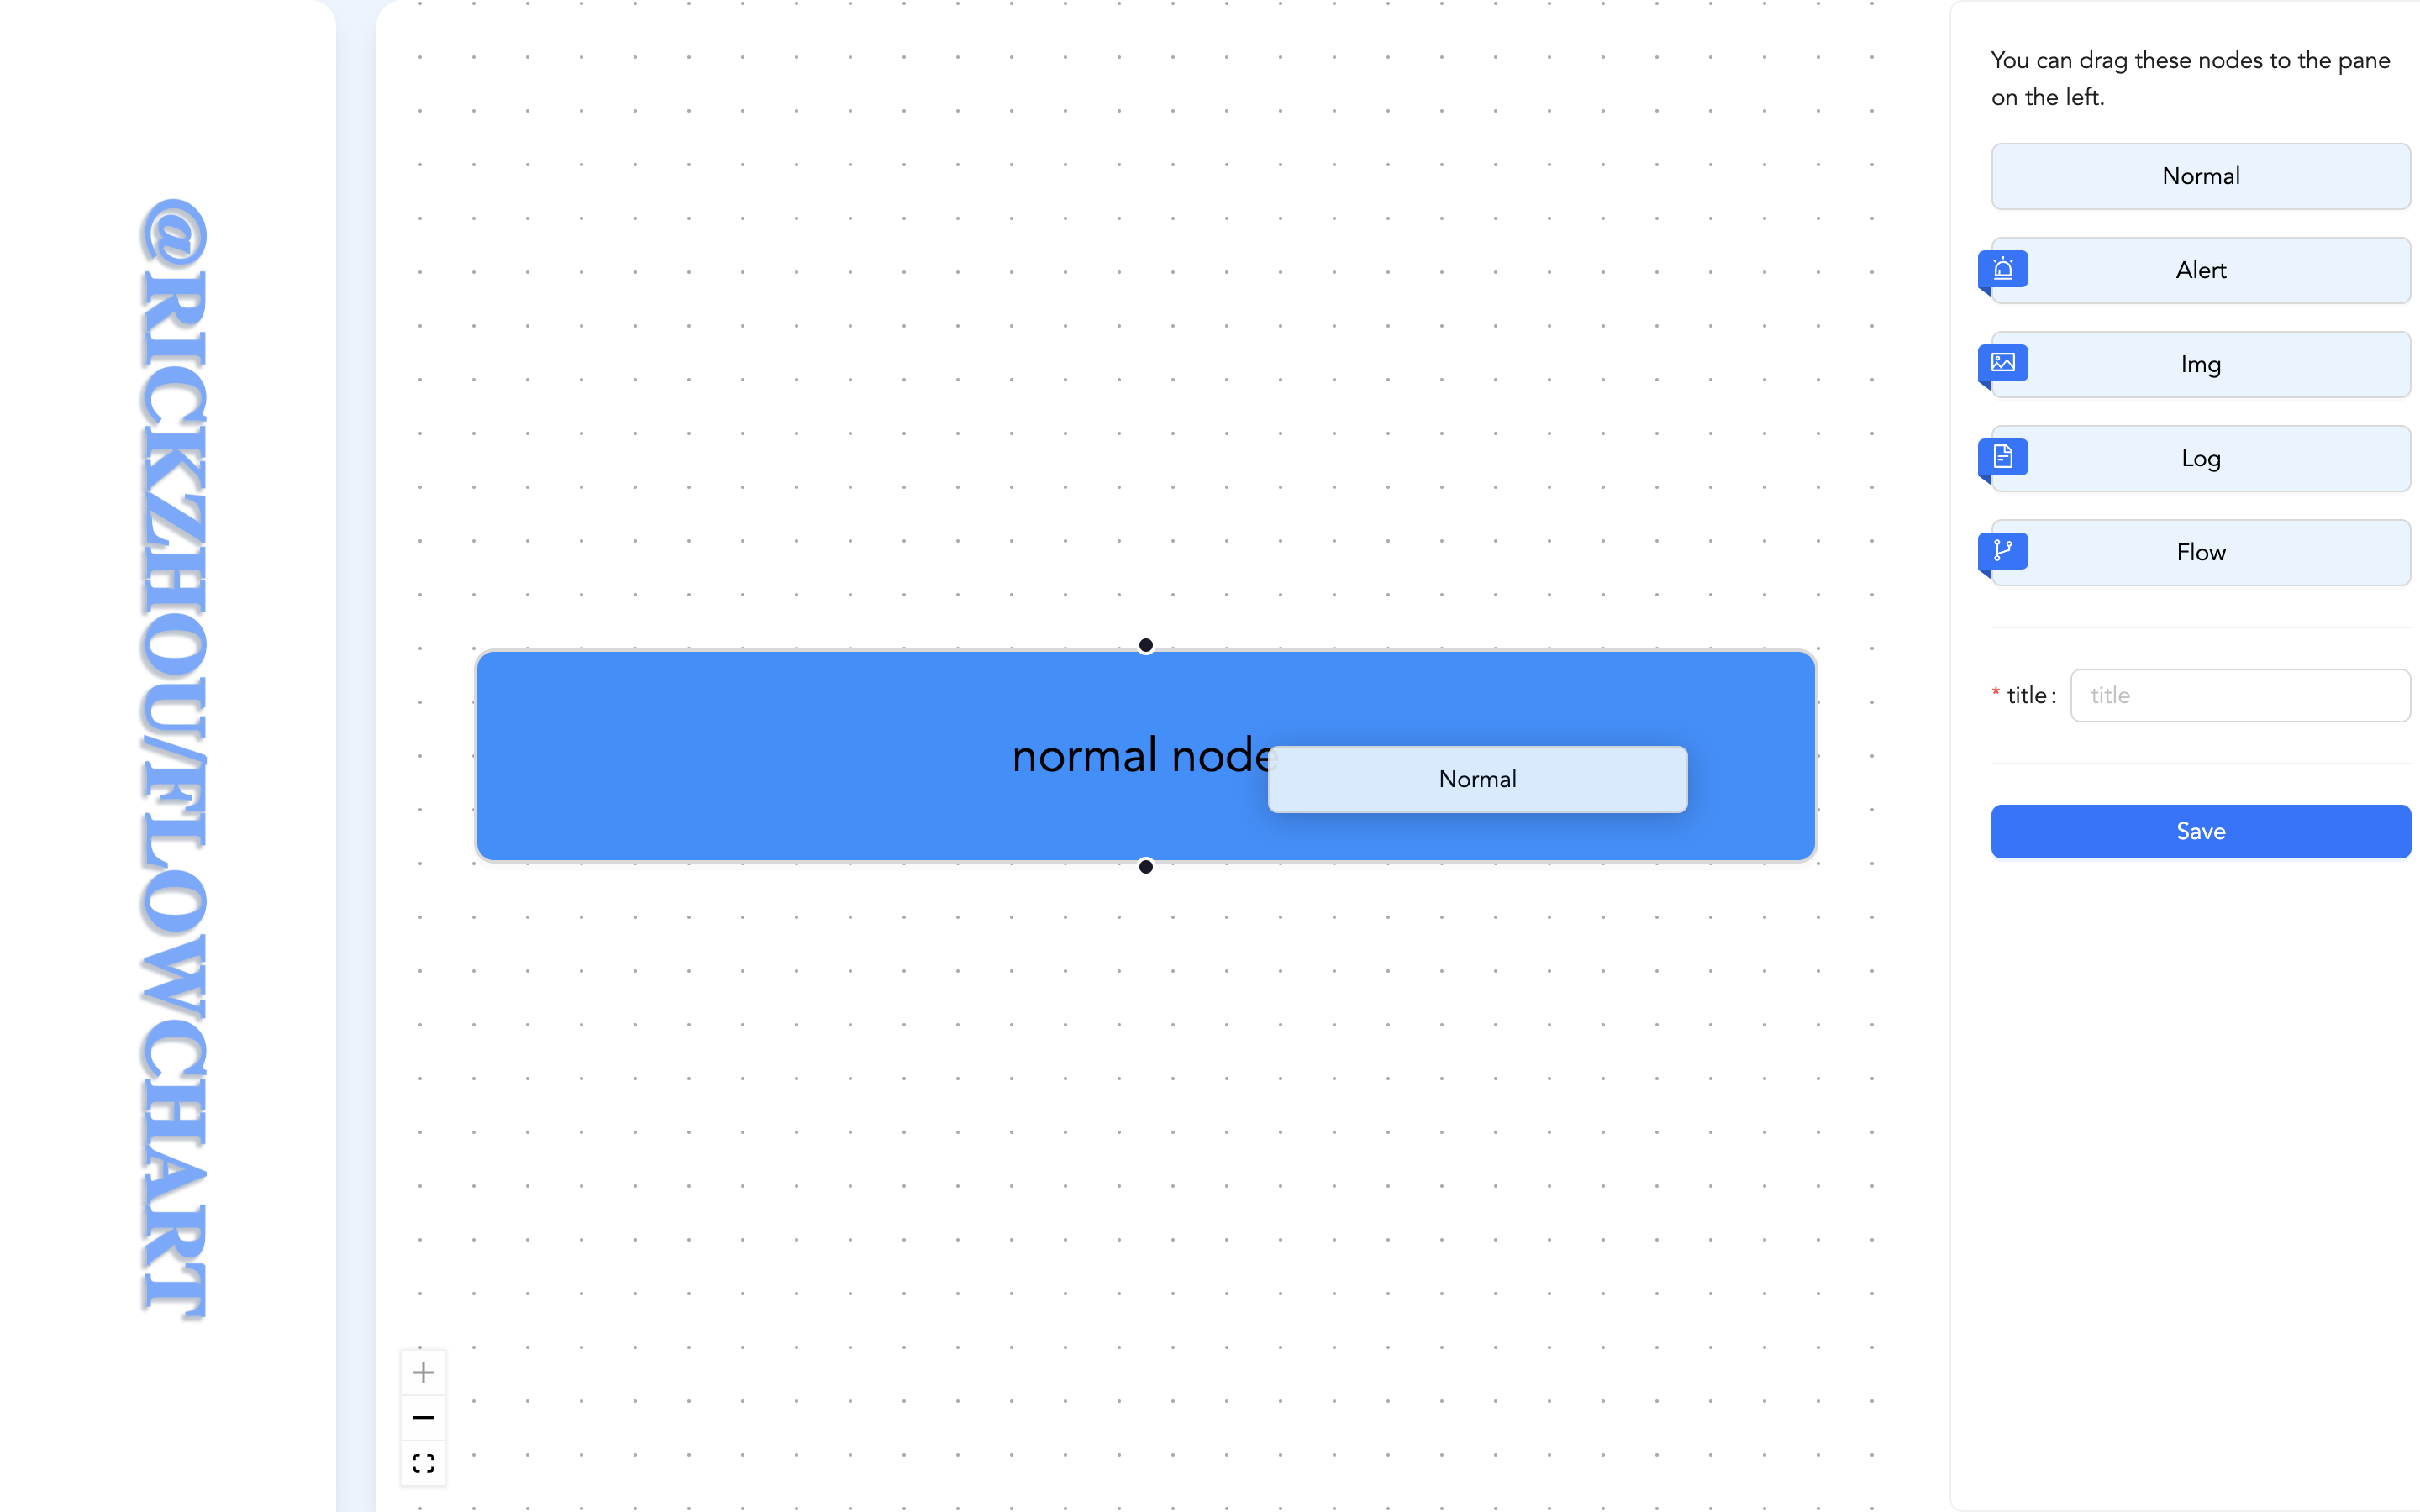 @RICKZHOU/FLOWCHART
normal node
Normal
You can drag these nodes to the pane
on the left.
Normal
Alert
Img
Log
Flow
* title :
title
Save